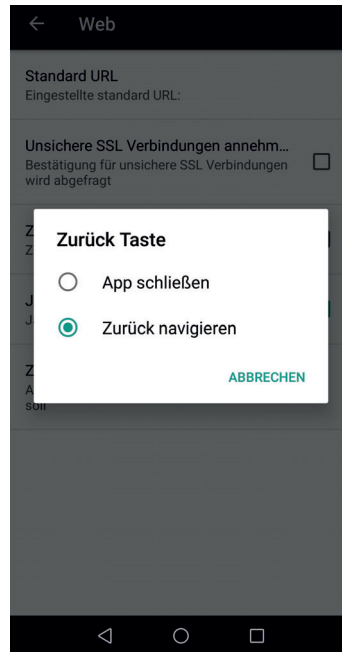 Web
Standard URL
Eingestellte standard URL:
Unsichere SSL Verbindungen annehm...
Bestätigung für unsichere SSL Verbindungen
wird abgefragt
Z
Z
Zurück Taste
App schließen
J
J
Zurück navigieren
Z
A
ABBRECHEN
soll